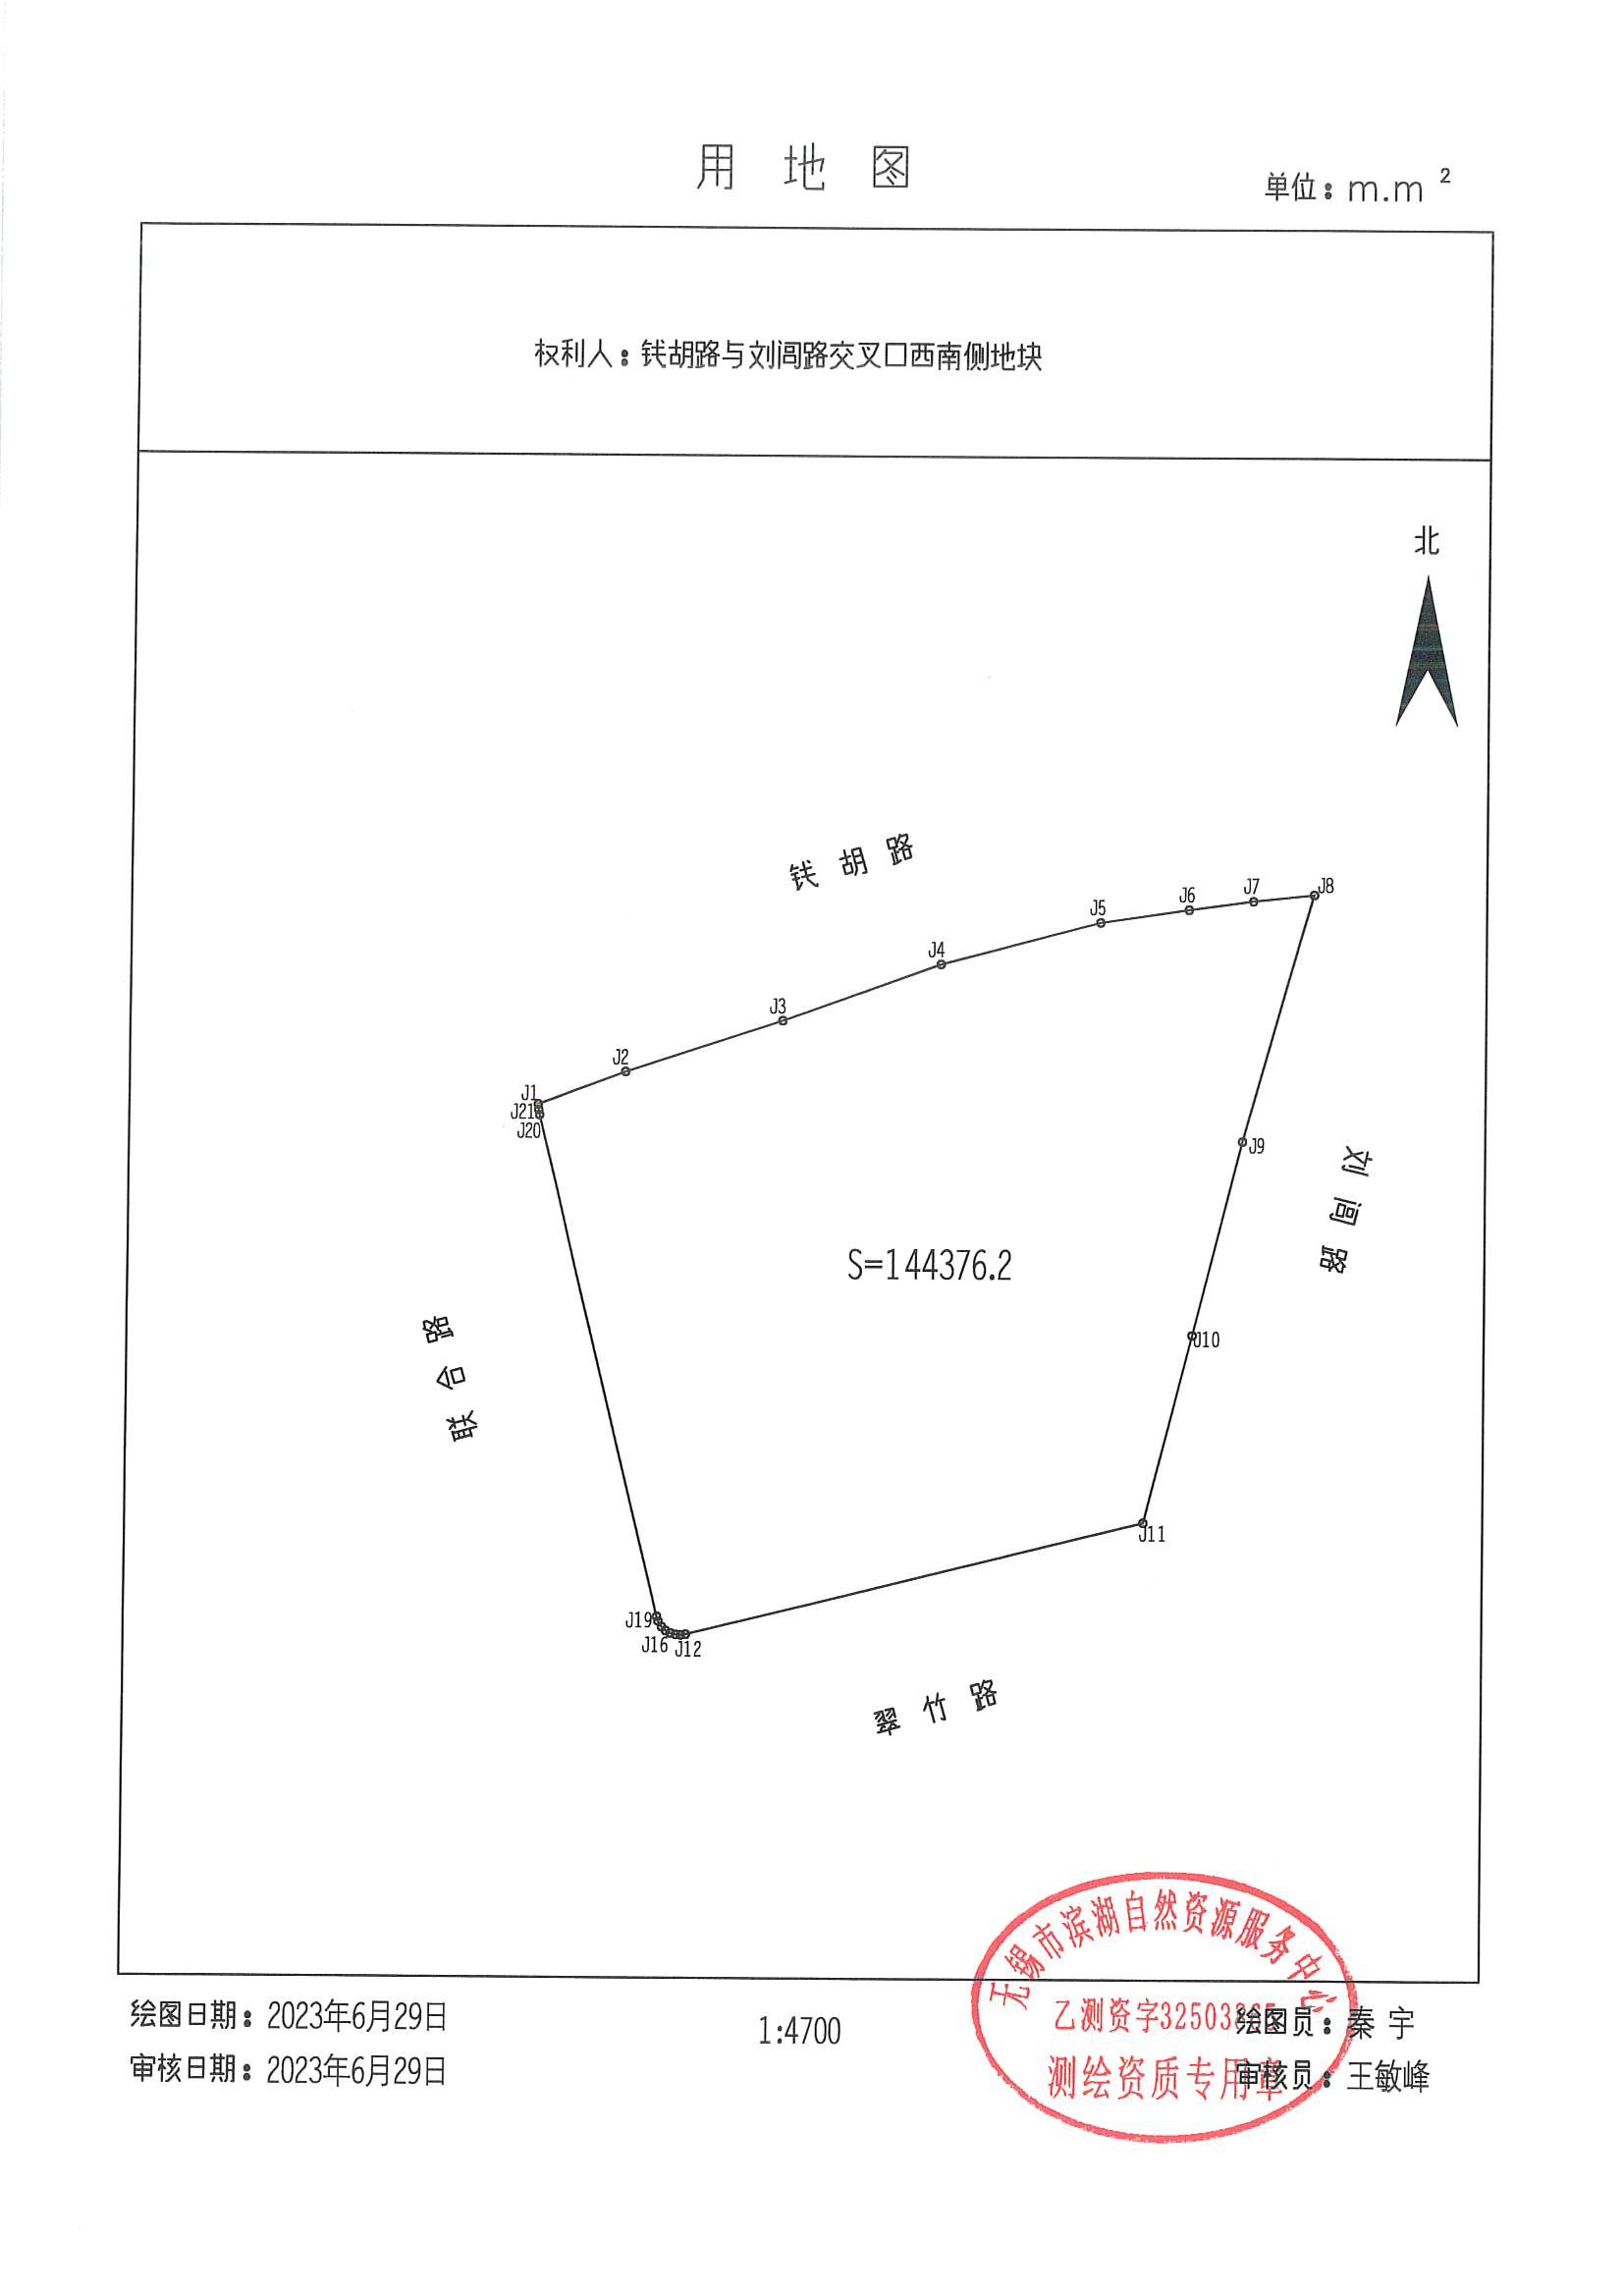 用 地 图
单位：m.m²
权利人：钱胡路与刘闾路交叉口西南侧地块
北
钱 胡 路
J1
J2
J3
J4
J5
J6
J7
J8
J21
J20
J9
刘 闾 路
S=144376.2
联 合 路
J10
J11
J19
J16
J12
翠 竹 路
无锡市滨湖自然资源服务中心
乙测资字32503
测绘资质专用章
绘图日期：2023年6月29日
1:4700
绘图员：秦 宇
审核日期：2023年6月29日
审核员：王敏峰